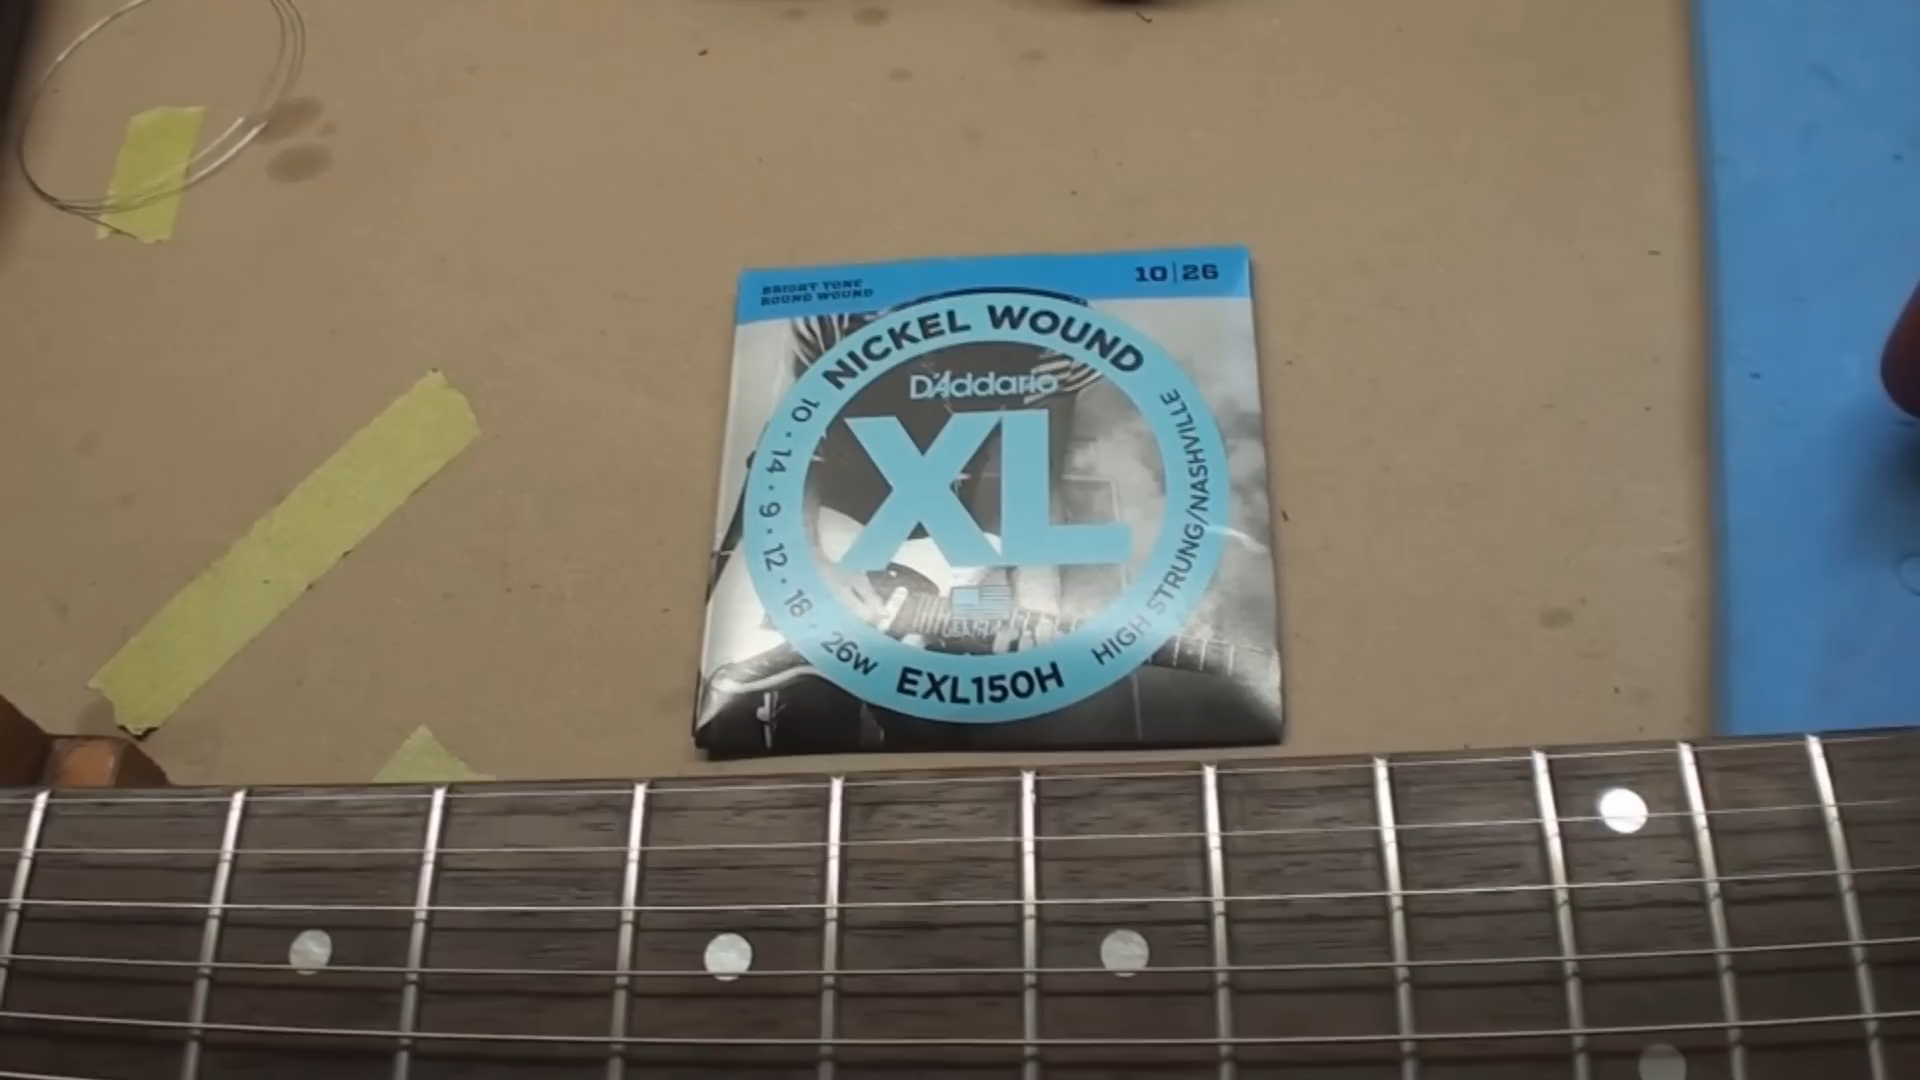 BRIGHT TONE
ROUND WOUND
10|26
NICKEL WOUND
D'Addario
XL
10 · 14 · 9 · 12 · 18 · 26w
EXL150H
HIGH STRUNG/NASHVILLE